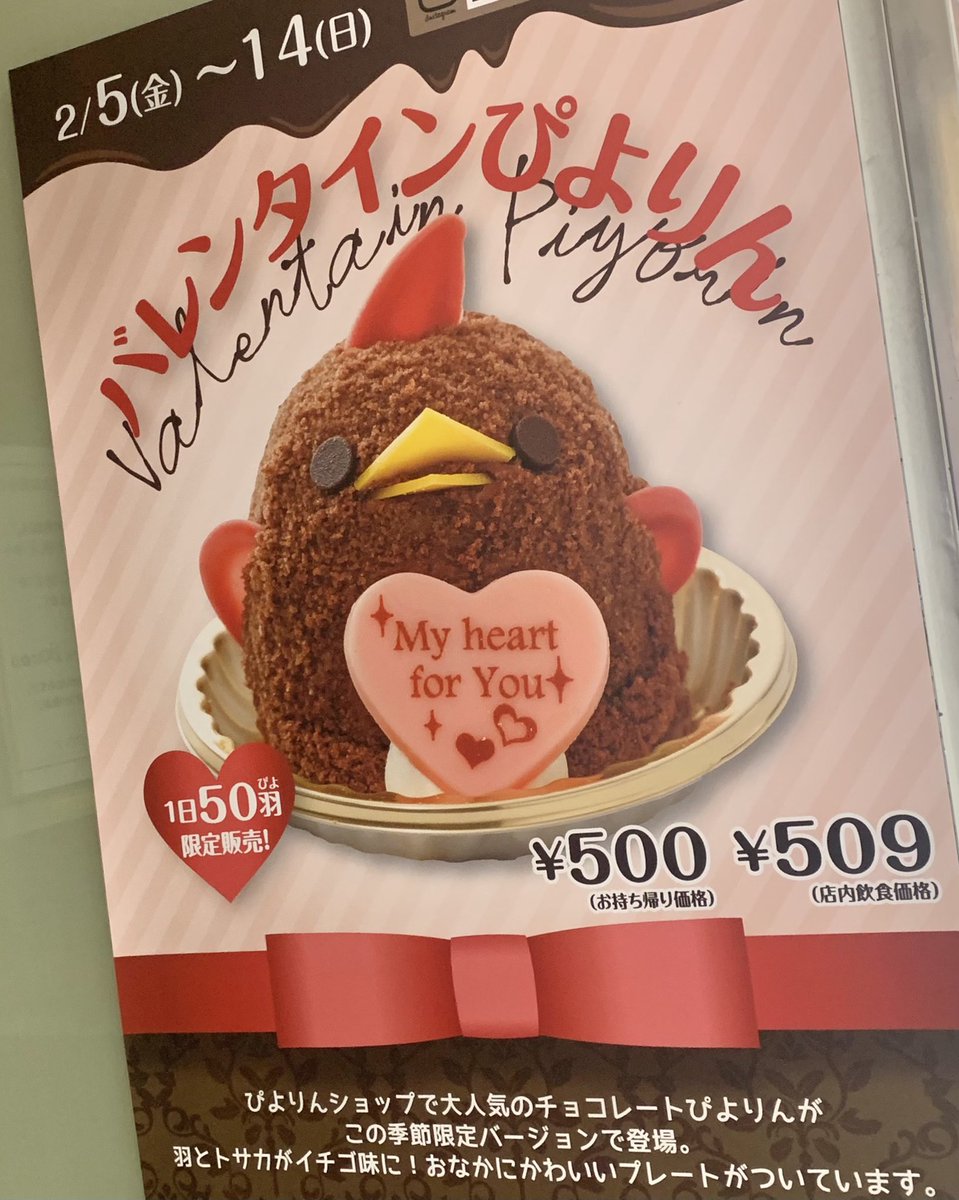 Instagram
2/5(金)~14(日)
バレンタインぴよりん
Valentain Piyorin
My heart
for You
ぴよ
1日50羽
限定販売!
¥500
(お持ち帰り価格)
¥509
(店内飲食価格)
ぴよりんショップで大人気のチョコレートぴよりんが
この季節限定バージョンで登場。
羽とトサカがイチゴ味に!おなかにかわいいプレートがついています。